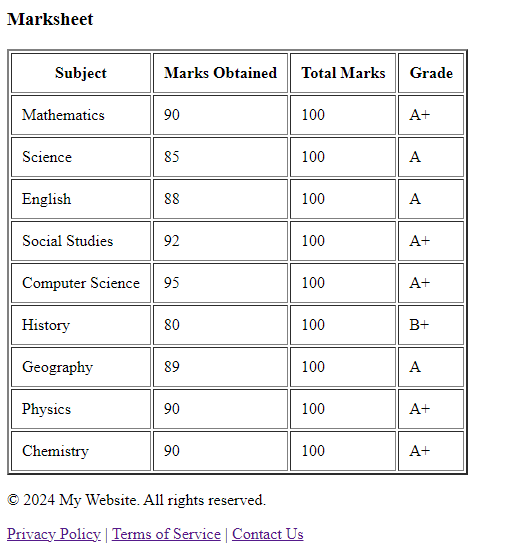 Marksheet
Subject Marks Obtained Total Marks Grade
Mathematics 90 100 A+
Science 85 100 A
English 88 100 A
Social Studies 92 100 A+
Computer Science 95 100 A+
History 80 100 B+
Geography 89 100 A
Physics 90 100 A+
Chemistry 90 100 A+
© 2024 My Website. All rights reserved.
Privacy Policy | Terms of Service | Contact Us